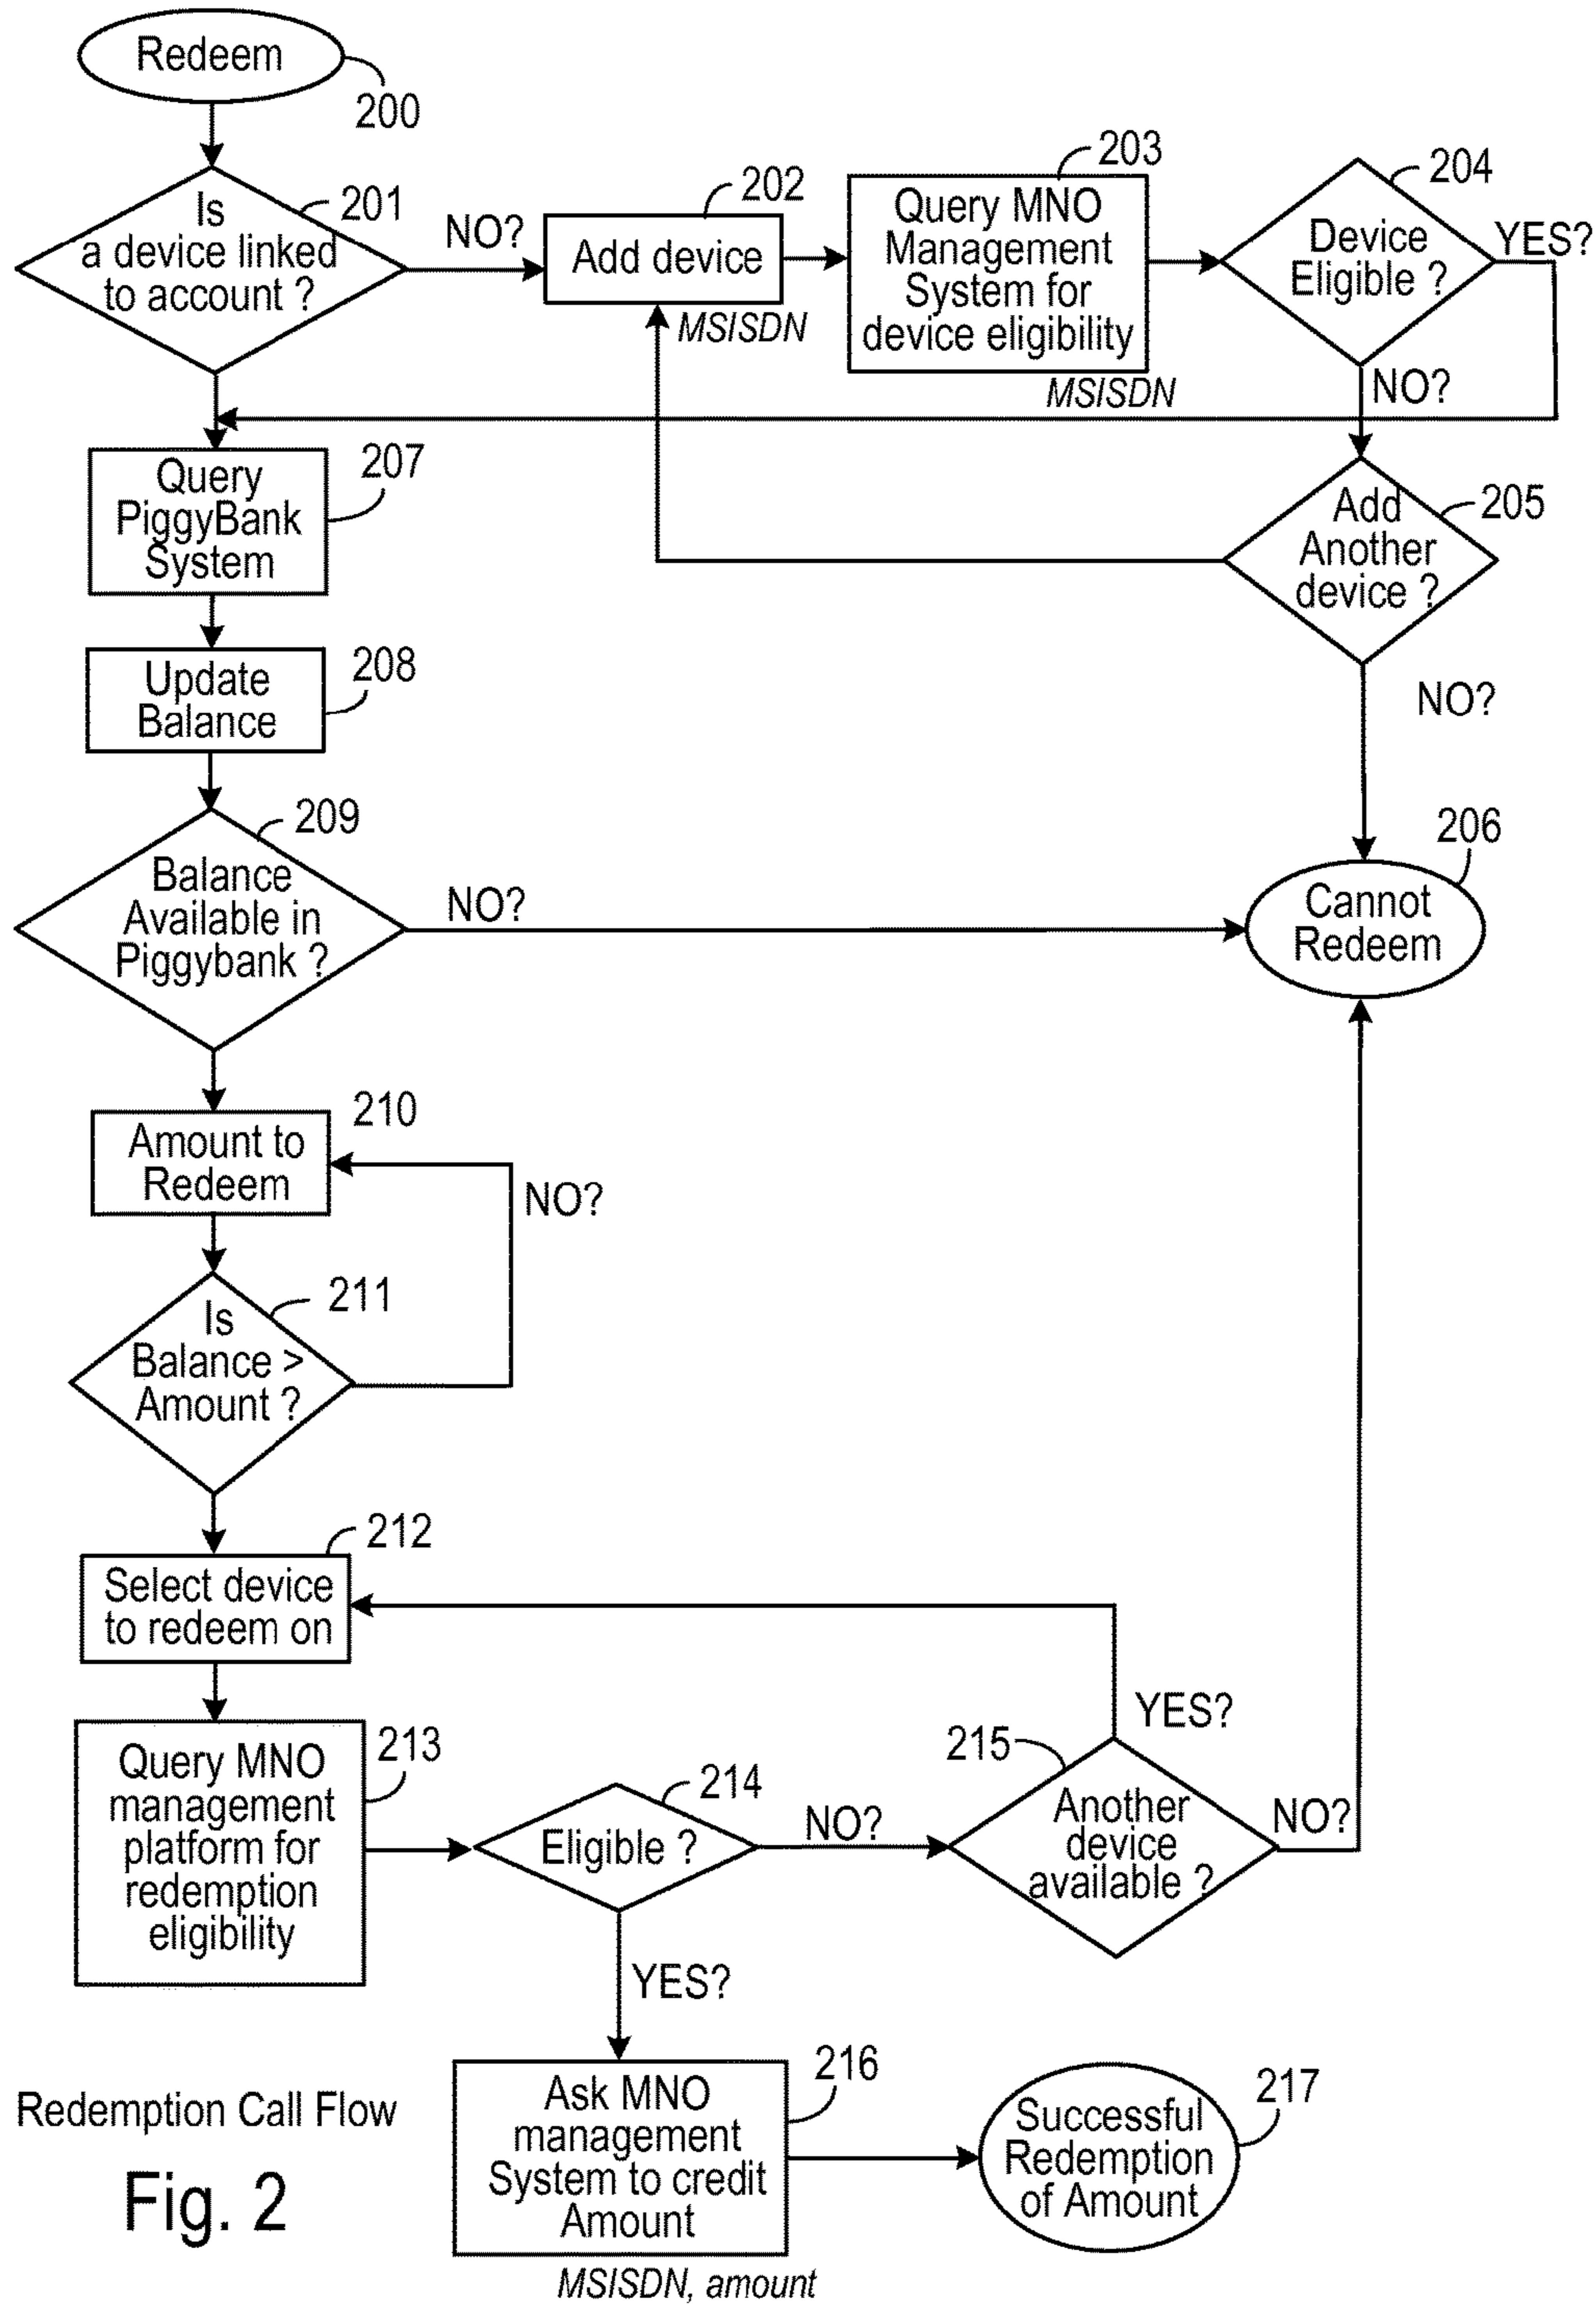 Redeem
200
Is
a device linked
to account ?
201
NO?
Add device
202
MSISDN
Query MNO
Management
System for
device eligibility
203
MSISDN
Device
Eligible ?
204
YES?
NO?
Add
Another
device ?
205
NO?
Cannot
Redeem
206
Query
PiggyBank
System
207
Update
Balance
208
Balance
Available in
Piggybank ?
209
NO?
Amount to
Redeem
210
NO?
Is
Balance >
Amount ?
211
Select device
to redeem on
212
Query MNO
management
platform for
redemption
eligibility
213
Eligible ?
214
NO?
YES?
Another
device
available ?
215
YES?
NO?
Ask MNO
management
System to credit
Amount
216
MSISDN, amount
Successful
Redemption
of Amount
217
Redemption Call Flow
Fig. 2